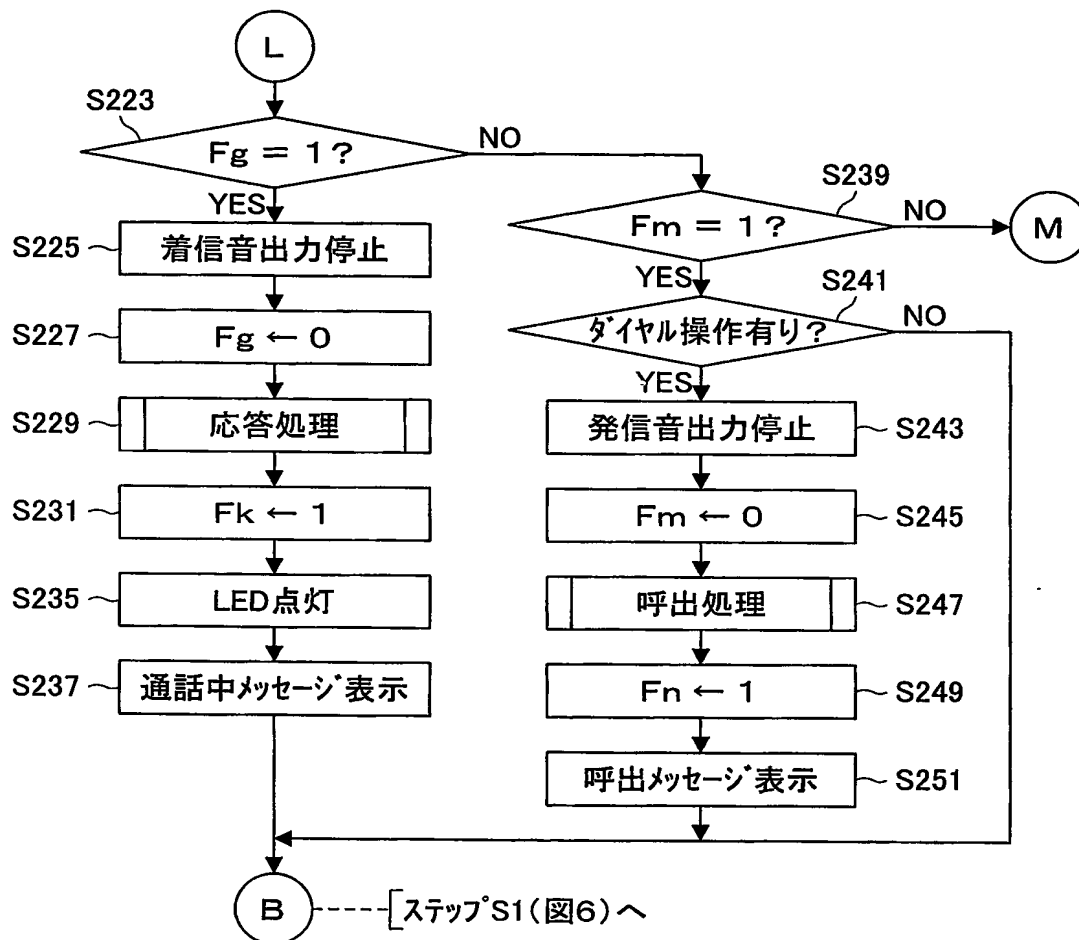 L
S223
Fg = 1?
NO
YES
S225
着信音出力停止
S227
Fg ← 0
S229
応答処理
S231
Fk ← 1
S235
LED点灯
S237
通話中メッセージ表示
S239
Fm = 1?
NO
M
YES
S241
ダイヤル操作有り?
NO
YES
発信音出力停止
S243
Fm ← 0
S245
呼出処理
S247
Fn ← 1
S249
呼出メッセージ表示
S251
B
ステップS1(図6)へ